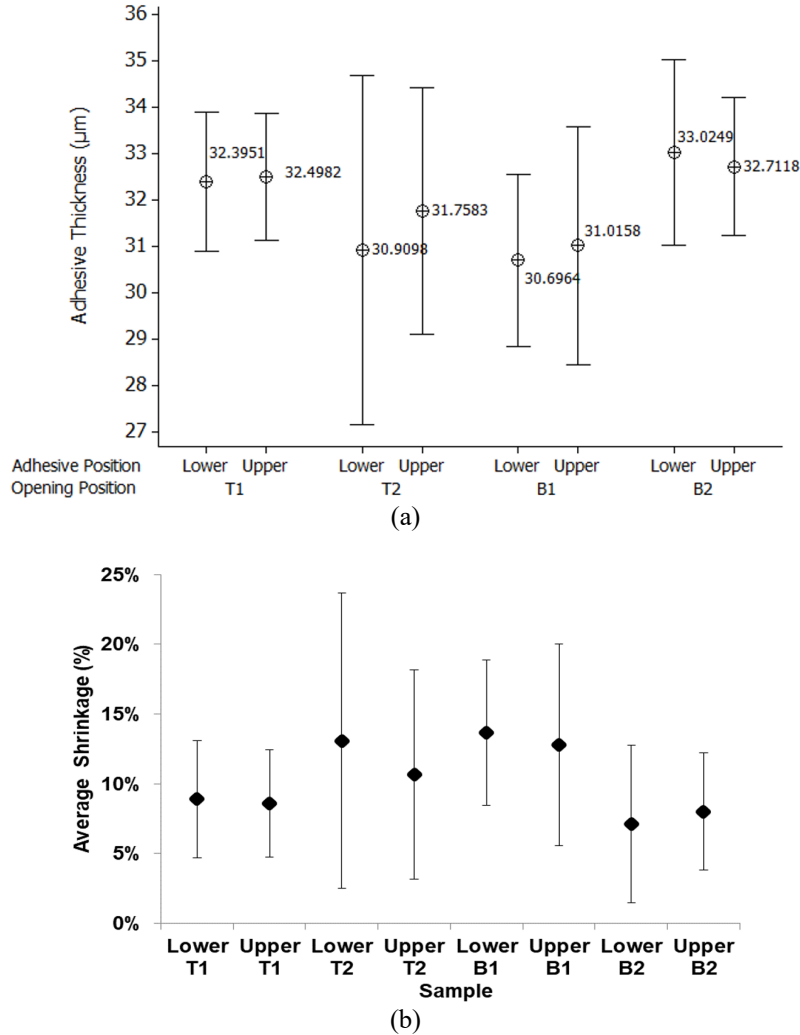 36
35
34
33
32
31
30
29
28
27
Adhesive Thickness (µm)
32.3951
32.4982
30.9098
31.7583
30.6964
31.0158
33.0249
32.7118
Adhesive Position Lower Upper Lower Upper Lower Upper Lower Upper
Opening Position T1 T2 B1 B2
(a)
25%
20%
15%
10%
5%
0%
Average Shrinkage (%)
Lower Upper Lower Upper Lower Upper Lower Upper
T1 T1 T2 T2 B1 B1 B2 B2
Sample
(b)